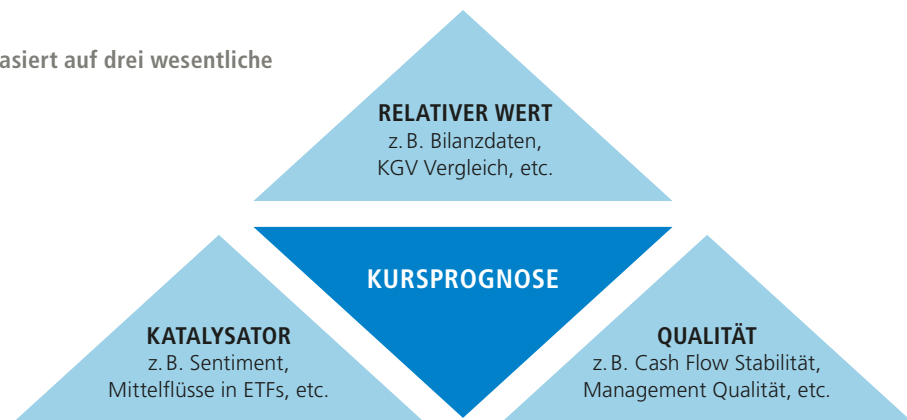 asiert auf drei wesentliche
RELATIVER WERT
z. B. Bilanzdaten,
KGV Vergleich, etc.
KURSPROGNOSE
KATALYSATOR
z. B. Sentiment,
Mittelflüsse in ETFs, etc.
QUALITÄT
z. B. Cash Flow Stabilität,
Management Qualität, etc.